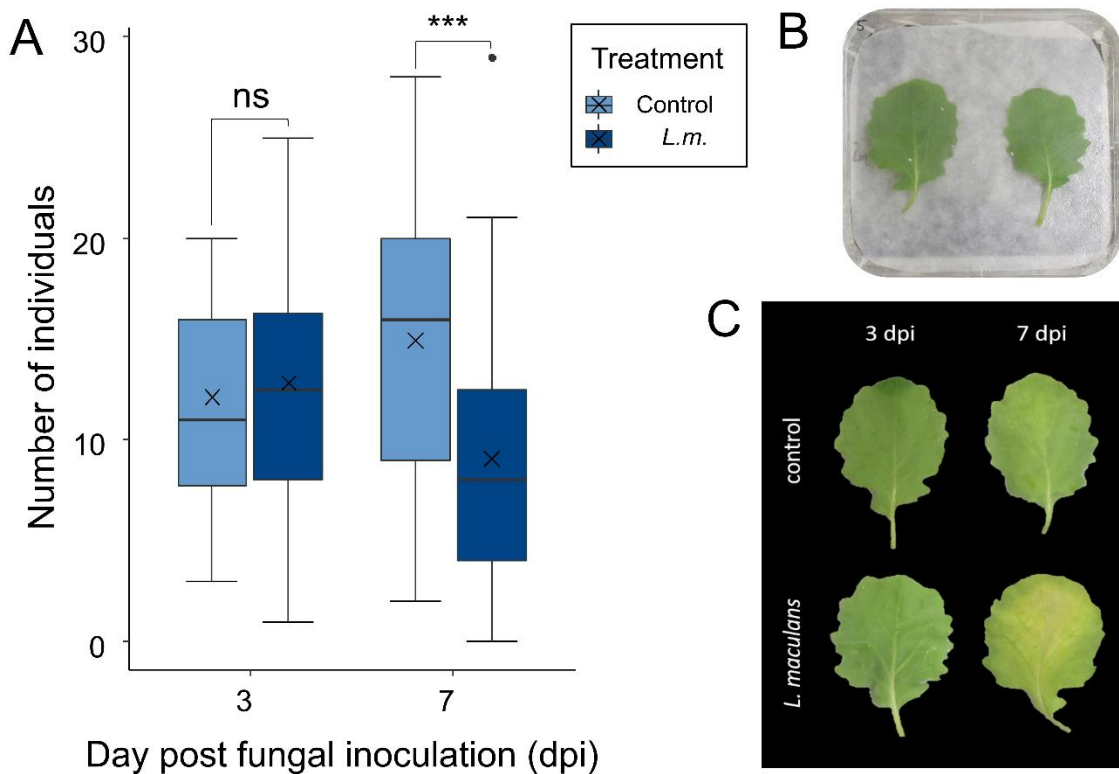 A
30
***
Treatment
Control
L.m.
ns
20
10
0
Number of individuals
3
7
Day post fungal inoculation (dpi)
B
C
3 dpi
7 dpi
control
L. maculans